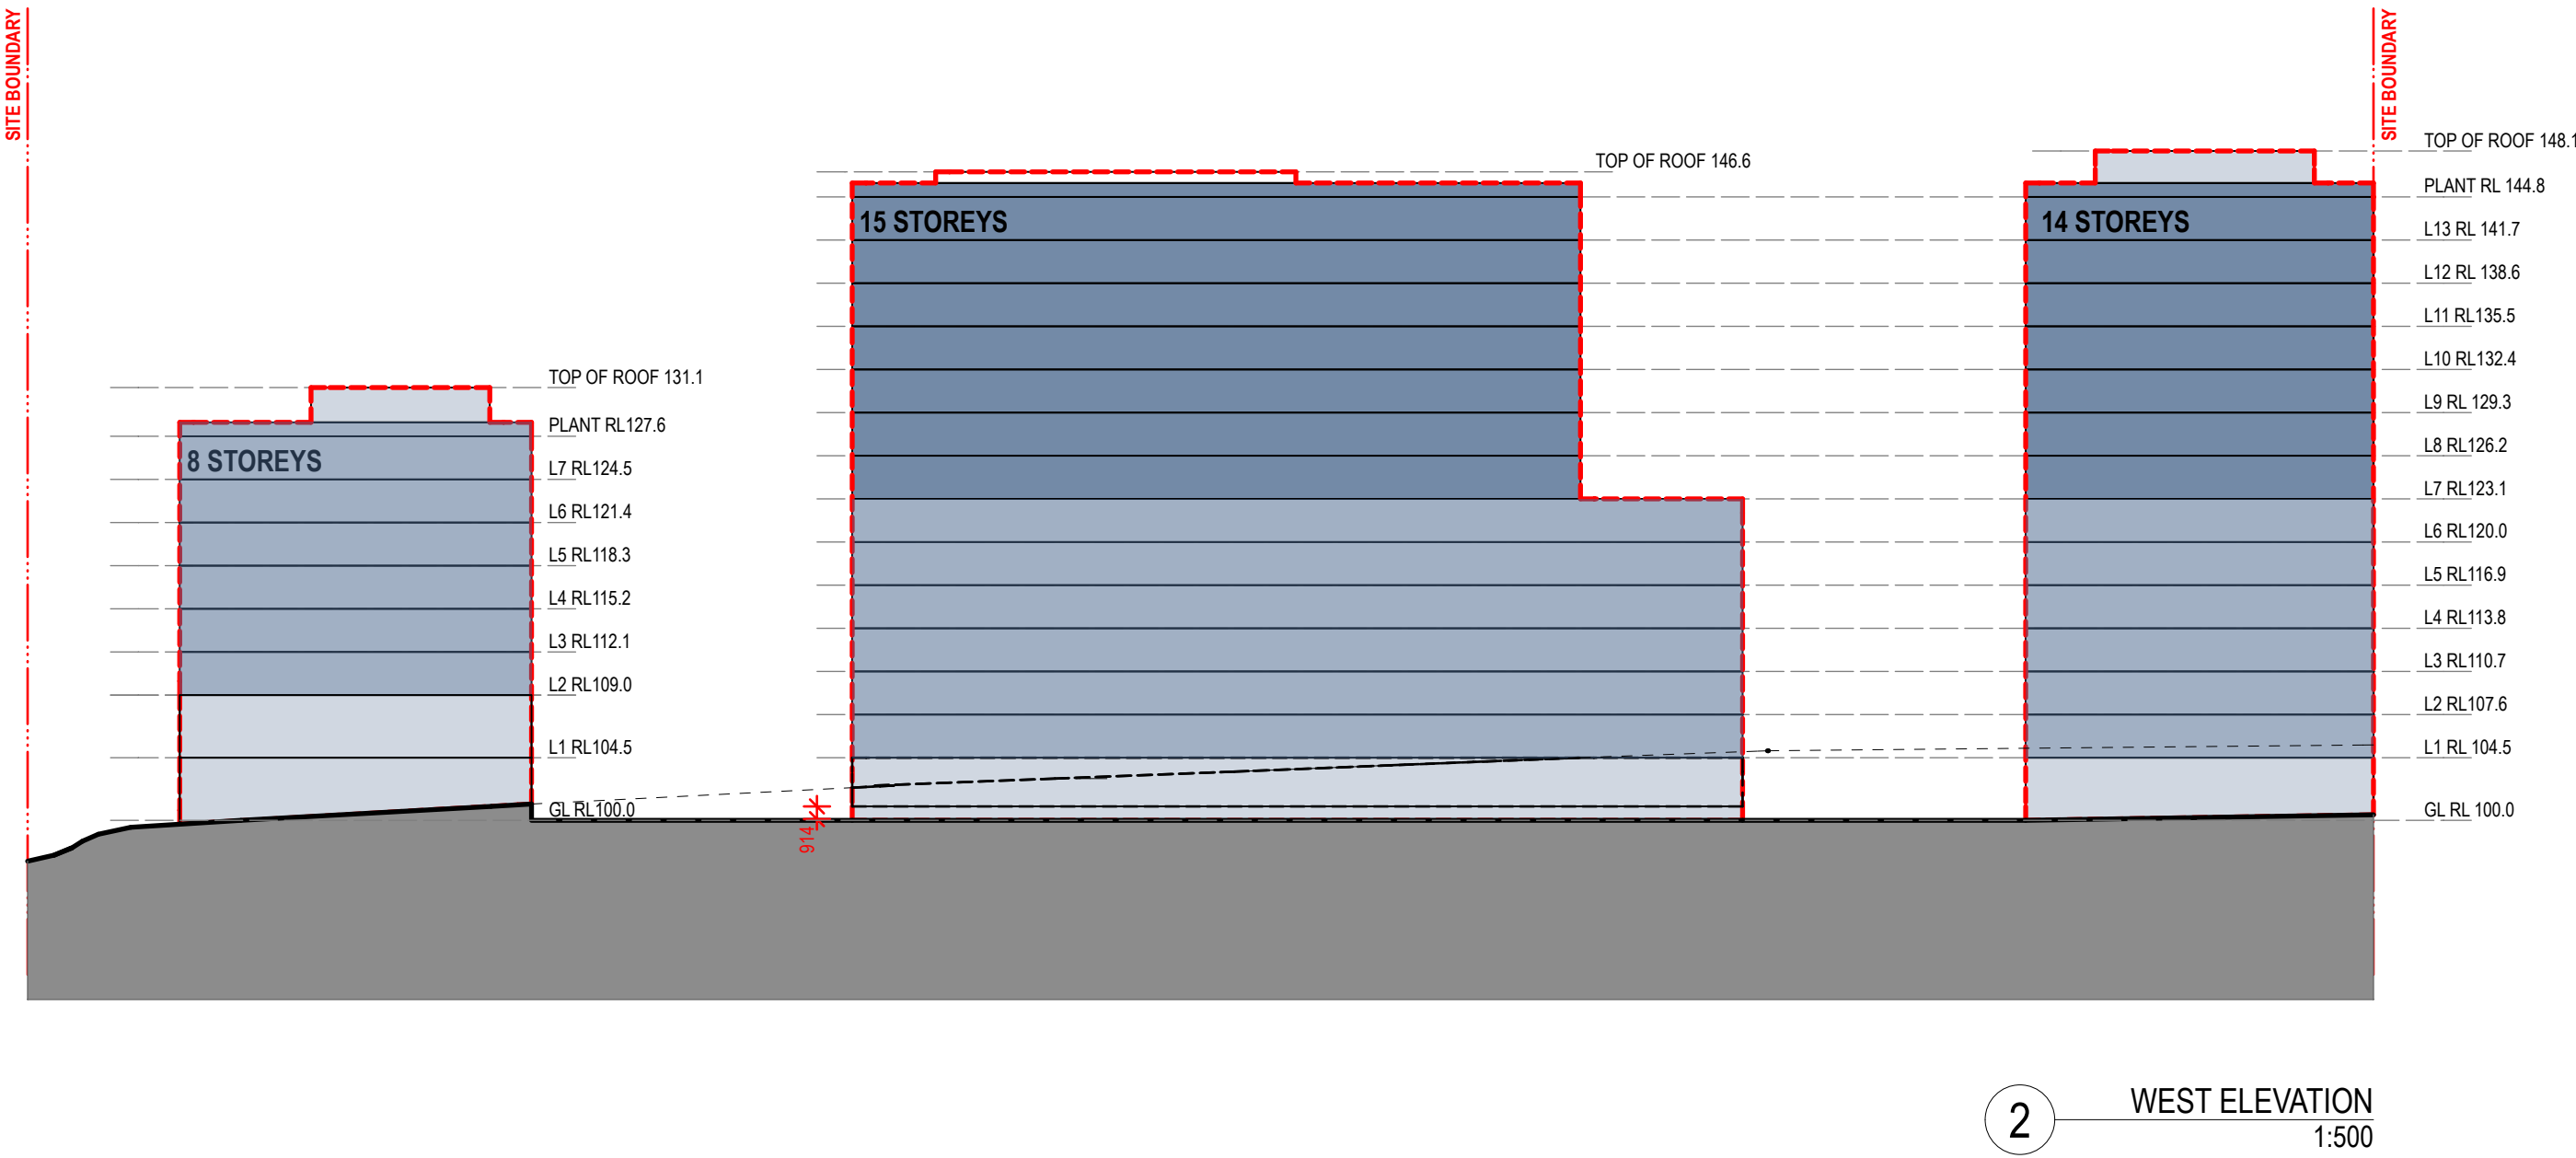 SITE BOUNDARY
SITE BOUNDARY
TOP OF ROOF 131.1
PLANT RL127.6
8 STOREYS
L7 RL124.5
L6 RL121.4
L5 RL118.3
L4 RL115.2
L3 RL112.1
L2 RL109.0
L1 RL104.5
GL RL100.0
TOP OF ROOF 146.6
15 STOREYS
914
14 STOREYS
TOP OF ROOF 148.1
PLANT RL 144.8
L13 RL 141.7
L12 RL 138.6
L11 RL135.5
L10 RL132.4
L9 RL 129.3
L8 RL126.2
L7 RL123.1
L6 RL120.0
L5 RL116.9
L4 RL113.8
L3 RL110.7
L2 RL107.6
L1 RL 104.5
GL RL 100.0
2
WEST ELEVATION
1:500